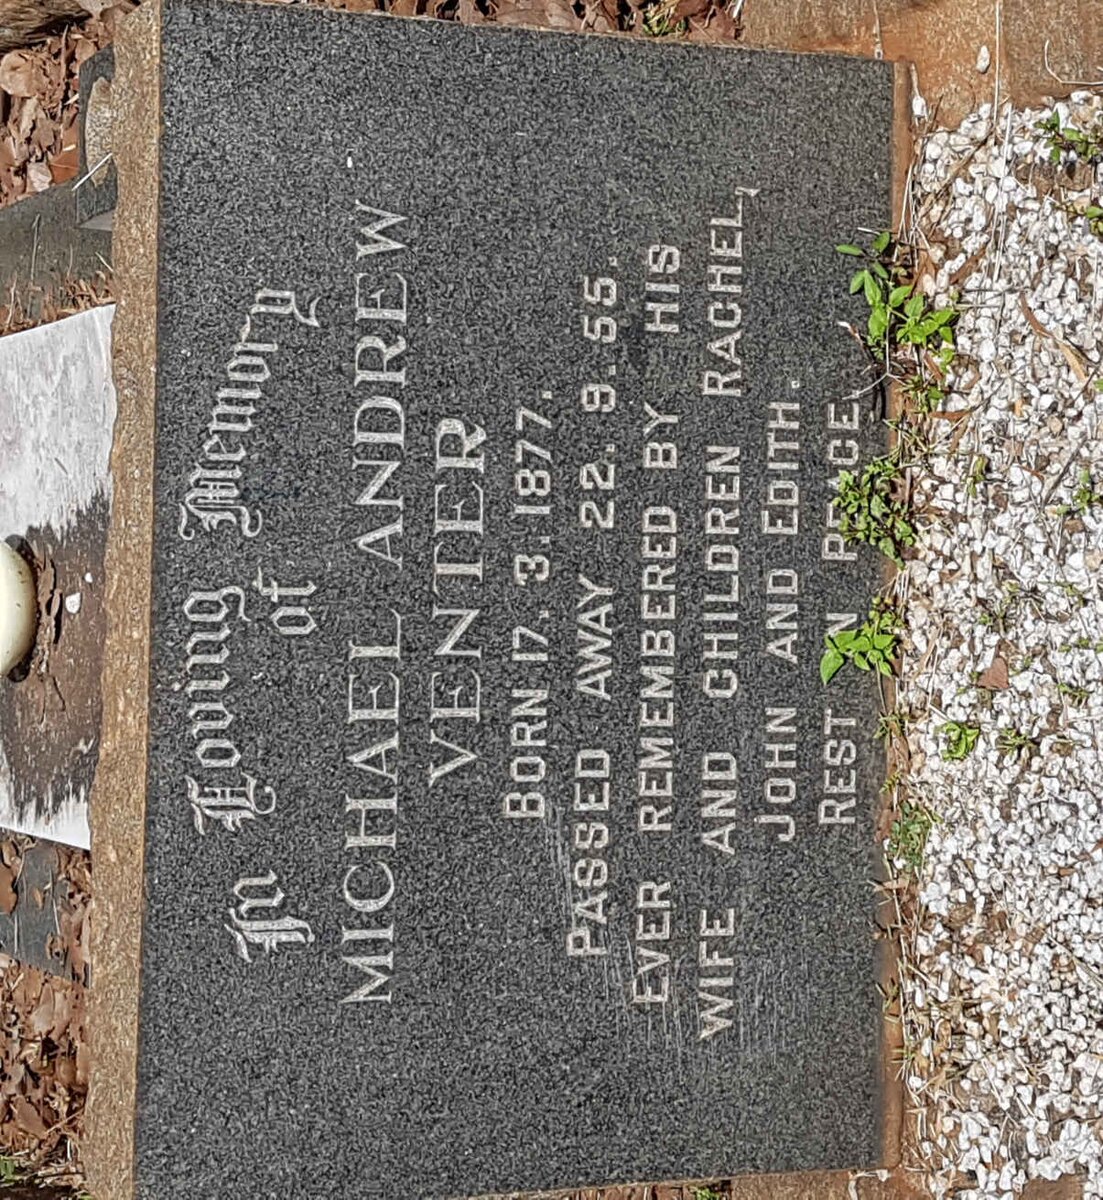 In Loving Memory
of
MICHAEL ANDREW
VENTER
BORN 17. 3. 1877.
PASSED AWAY 22. 9. 55.
EVER REMEMBERED BY HIS
WIFE AND CHILDREN RACHEL,
JOHN AND EDITH.
REST IN PEACE.